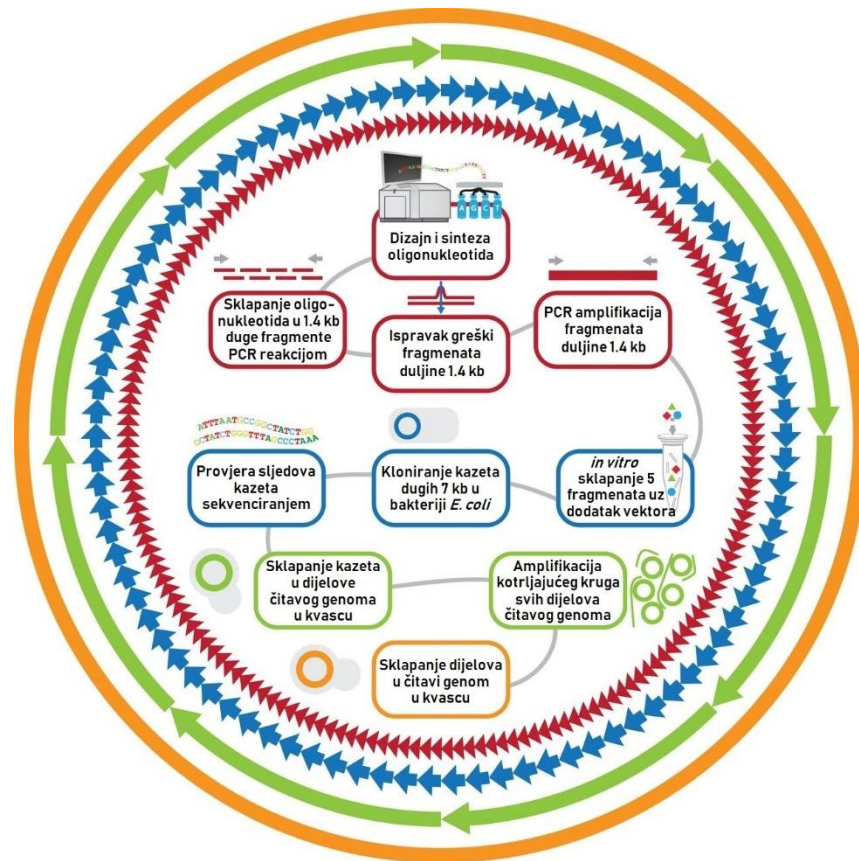 A G C T
Dizajn i sinteza
oligonukleotida
Sklapanje oligo-
nukleotida u 1.4 kb
duge fragmente
PCR reakcijom
Ispravak greški
fragmenata
duljine 1.4 kb
PCR amplifikacija
fragmenata
duljine 1.4 kb
ATTTAATGCCGGCTATCTGG
GCTATCTGGGTTTAGCCCTAAA
Provjera sljedova
kazeta
sekvenciranjem
Kloniranje kazeta
dugih 7 kb u
bakteriji E. coli
in vitro
sklapanje 5
fragmenata uz
dodatak vektora
Sklapanje kazeta
u dijelove
čitavog genoma
u kvascu
Amplifikacija
kotrljajućeg kruga
svih dijelova
čitavog genoma
Sklapanje dijelova
u čitavi genom
u kvascu